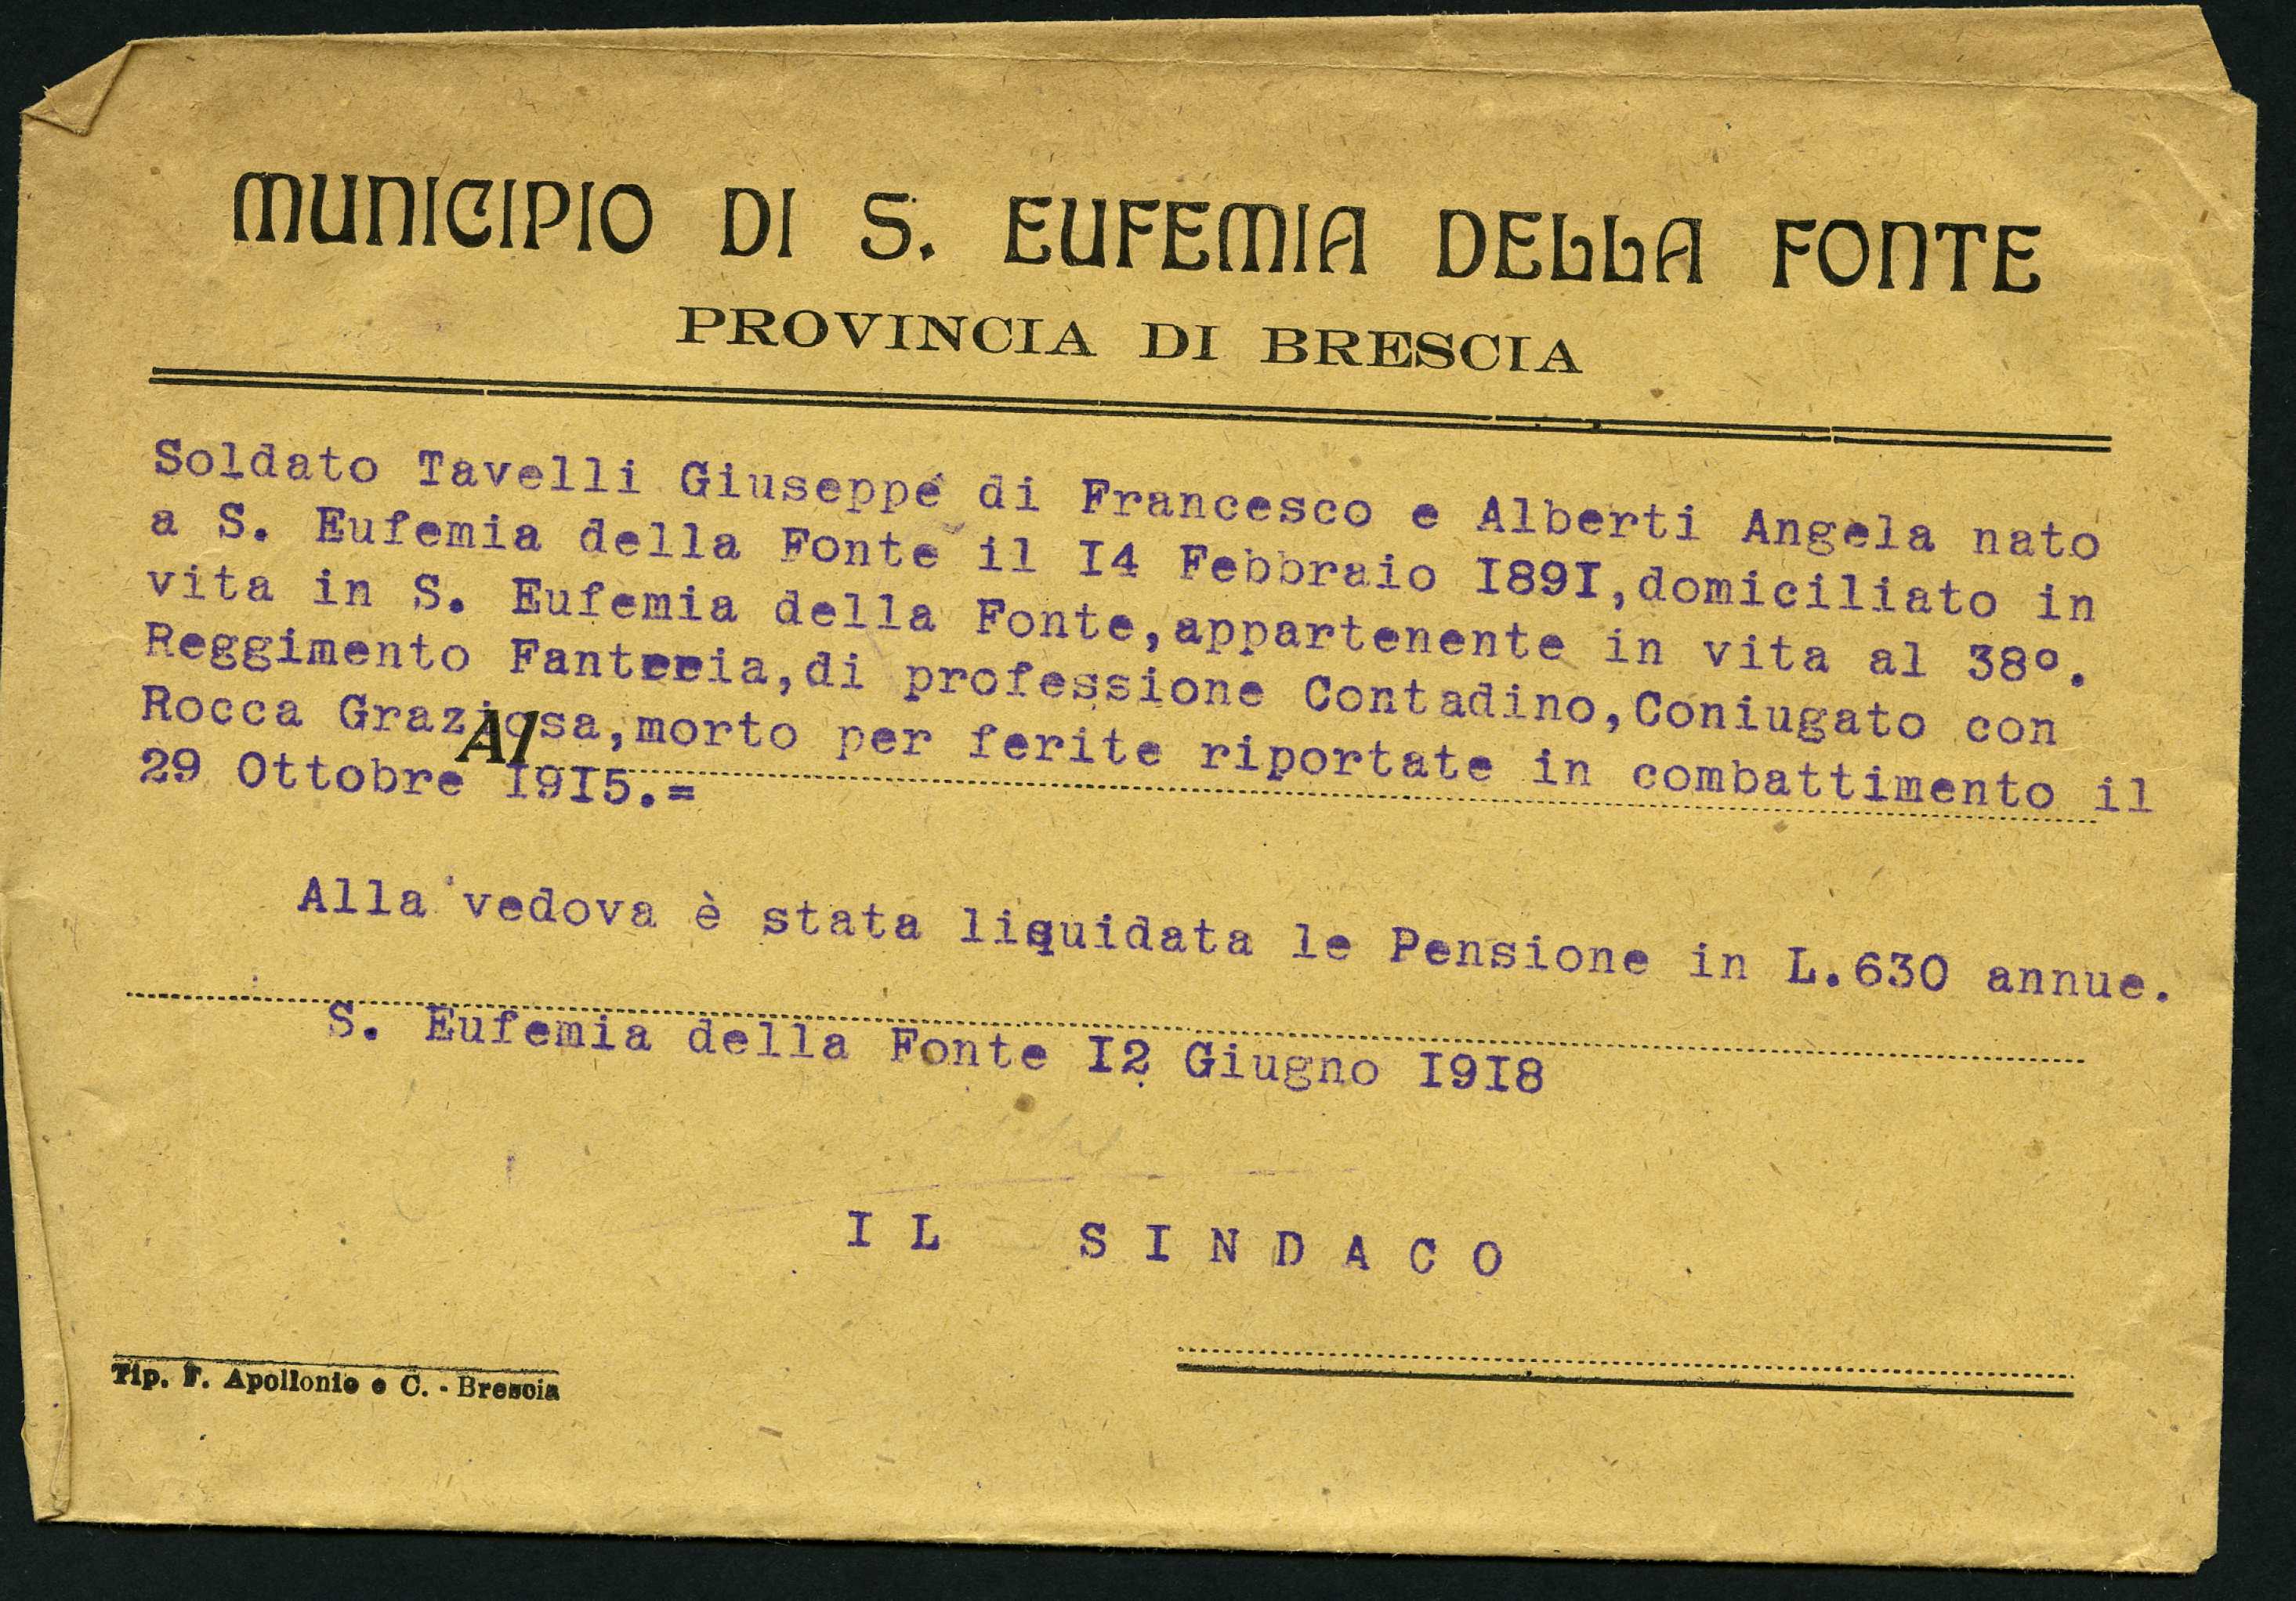 MUNICIPIO DI S. EUFEMIA DELLA FONTE
PROVINCIA DI BRESCIA
Soldato Tavelli Giuseppe di Francesco e Alberti Angela nato
a S. Eufemia della Fonte il I4 Febbraio I89I,domiciliato in
vita in S. Eufemia della Fonte,appartenente in vita al 38º.
Reggimento Fanteria,di professione Contadino,Coniugato con
Rocca Graziosa,morto per ferite riportate in combattimento il
Al
29 Ottobre I9I5.=
Alla vedova è stata liquidata le Pensione in L.630 annue.
S. Eufemia della Fonte I2 Giugno I9I8
IL SINDACO
Tip. F. Apollonio e C. - Brescia